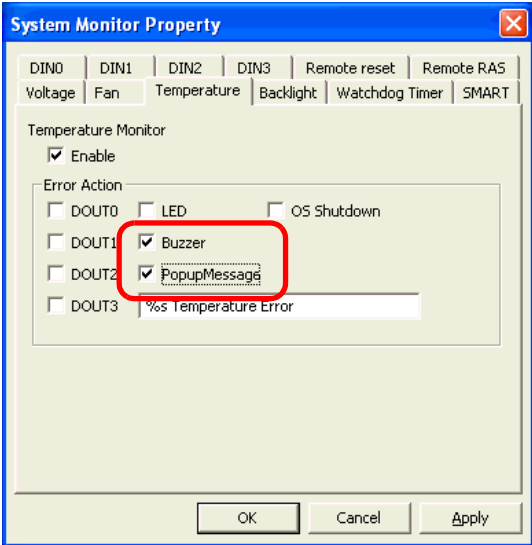 System Monitor Property
DIN0 DIN1 DIN2 DIN3 Remote reset Remote RAS
Voltage Fan Temperature Backlight Watchdog Timer SMART
Temperature Monitor
Enable
Error Action
DOUT0 LED OS Shutdown
DOUT1 Buzzer
DOUT2 PopupMessage
DOUT3 %s Temperature Error
OK Cancel Apply